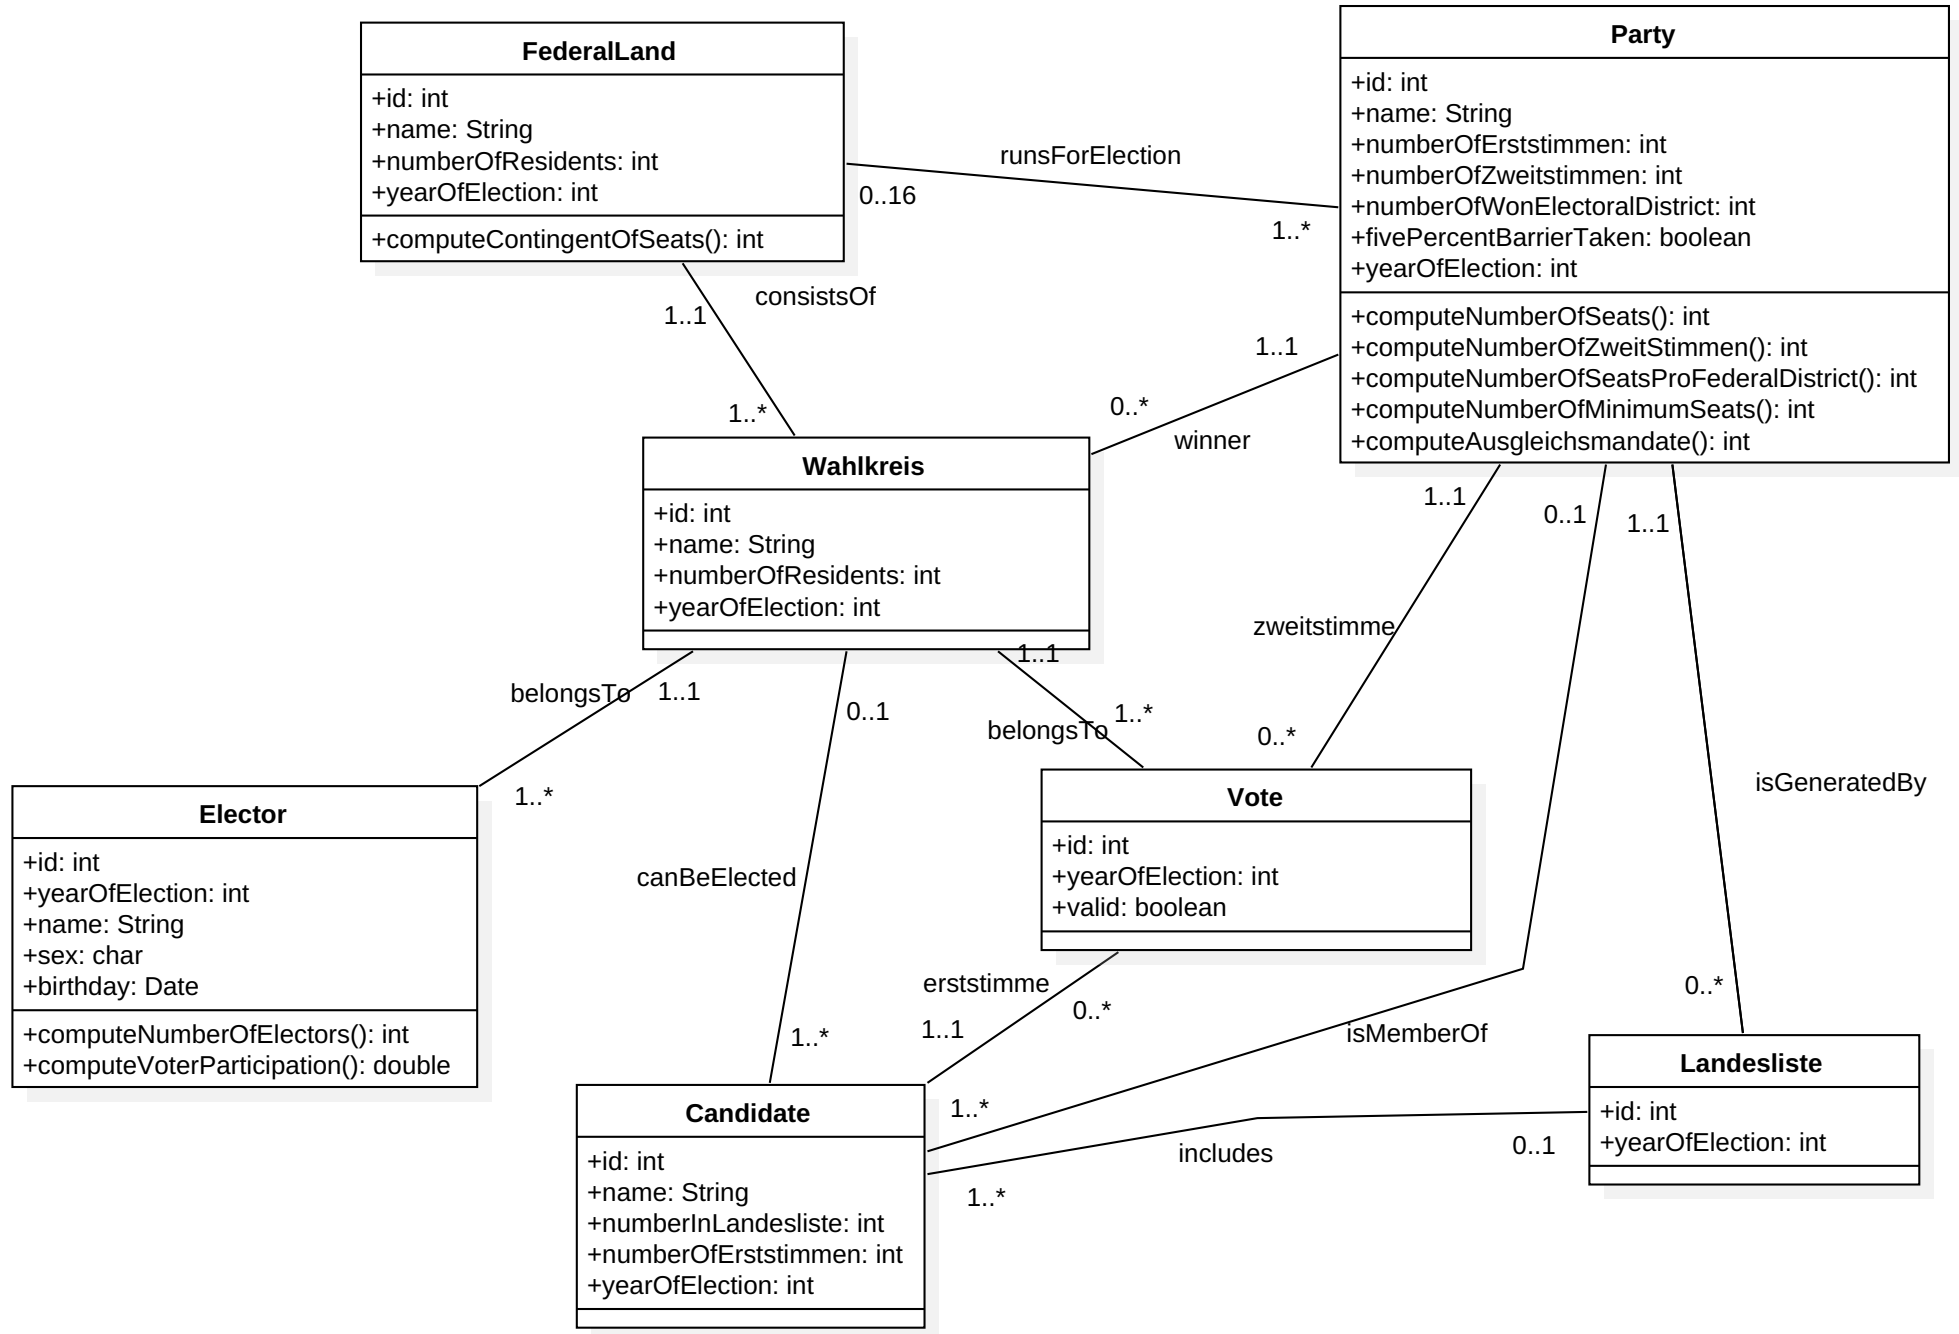 FederalLand
+id: int
+name: String
+numberOfResidents: int
+yearOfElection: int
+computeContingentOfSeats(): int
Party
+id: int
+name: String
+numberOfErststimmen: int
+numberOfZweitstimmen: int
+numberOfWonElectoralDistrict: int
+fivePercentBarrierTaken: boolean
+yearOfElection: int
+computeNumberOfSeats(): int
+computeNumberOfZweitStimmen(): int
+computeNumberOfSeatsProFederalDistrict(): int
+computeNumberOfMinimumSeats(): int
+computeAusgleichsmandate(): int
runsForElection
0..16
1..*
consistsOf
1..1
1..*
1..1
0..*
winner
Wahlkreis
+id: int
+name: String
+numberOfResidents: int
+yearOfElection: int
1..1
0..1
1..1
zweitstimme
0..*
belongsTo
1..1
1..*
0..1
canBeElected
1..*
1..1
belongsTo
1..*
isGeneratedBy
0..*
Elector
+id: int
+yearOfElection: int
+name: String
+sex: char
+birthday: Date
+computeNumberOfElectors(): int
+computeVoterParticipation(): double
Vote
+id: int
+yearOfElection: int
+valid: boolean
erststimme
1..1
0..*
isMemberOf
1..*
includes
0..1
1..*
Candidate
+id: int
+name: String
+numberInLandesliste: int
+numberOfErststimmen: int
+yearOfElection: int
Landesliste
+id: int
+yearOfElection: int